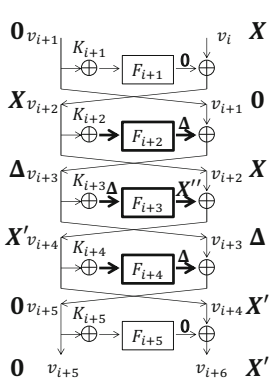 0 v_{i+1} v_i X
K_{i+1} F_{i+1} 0
X v_{i+2} v_{i+1} 0
K_{i+2} F_{i+2} Δ
Δ v_{i+3} v_{i+2} X
K_{i+3} Δ F_{i+3} X''
X' v_{i+4} v_{i+3} Δ
K_{i+4} F_{i+4} Δ
0 v_{i+5} v_{i+4} X'
K_{i+5} F_{i+5} 0
0 v_{i+5} v_{i+6} X'